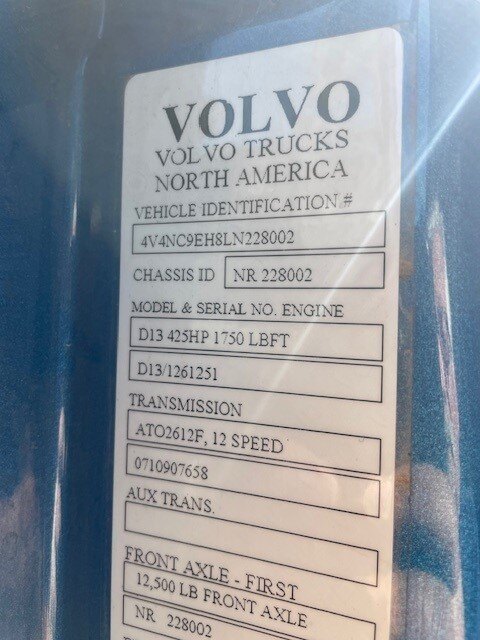 VOLVO
VOLVO TRUCKS
NORTH AMERICA
VEHICLE IDENTIFICATION #
4V4NC9EH8LN228002
CHASSIS ID NR 228002
MODEL & SERIAL NO. ENGINE
D13 425HP 1750 LBFT
D13/1261251
TRANSMISSION
ATO2612F, 12 SPEED
0710907658
AUX TRANS.
FRONT AXLE - FIRST
12,500 LB FRONT AXLE
NR 228002